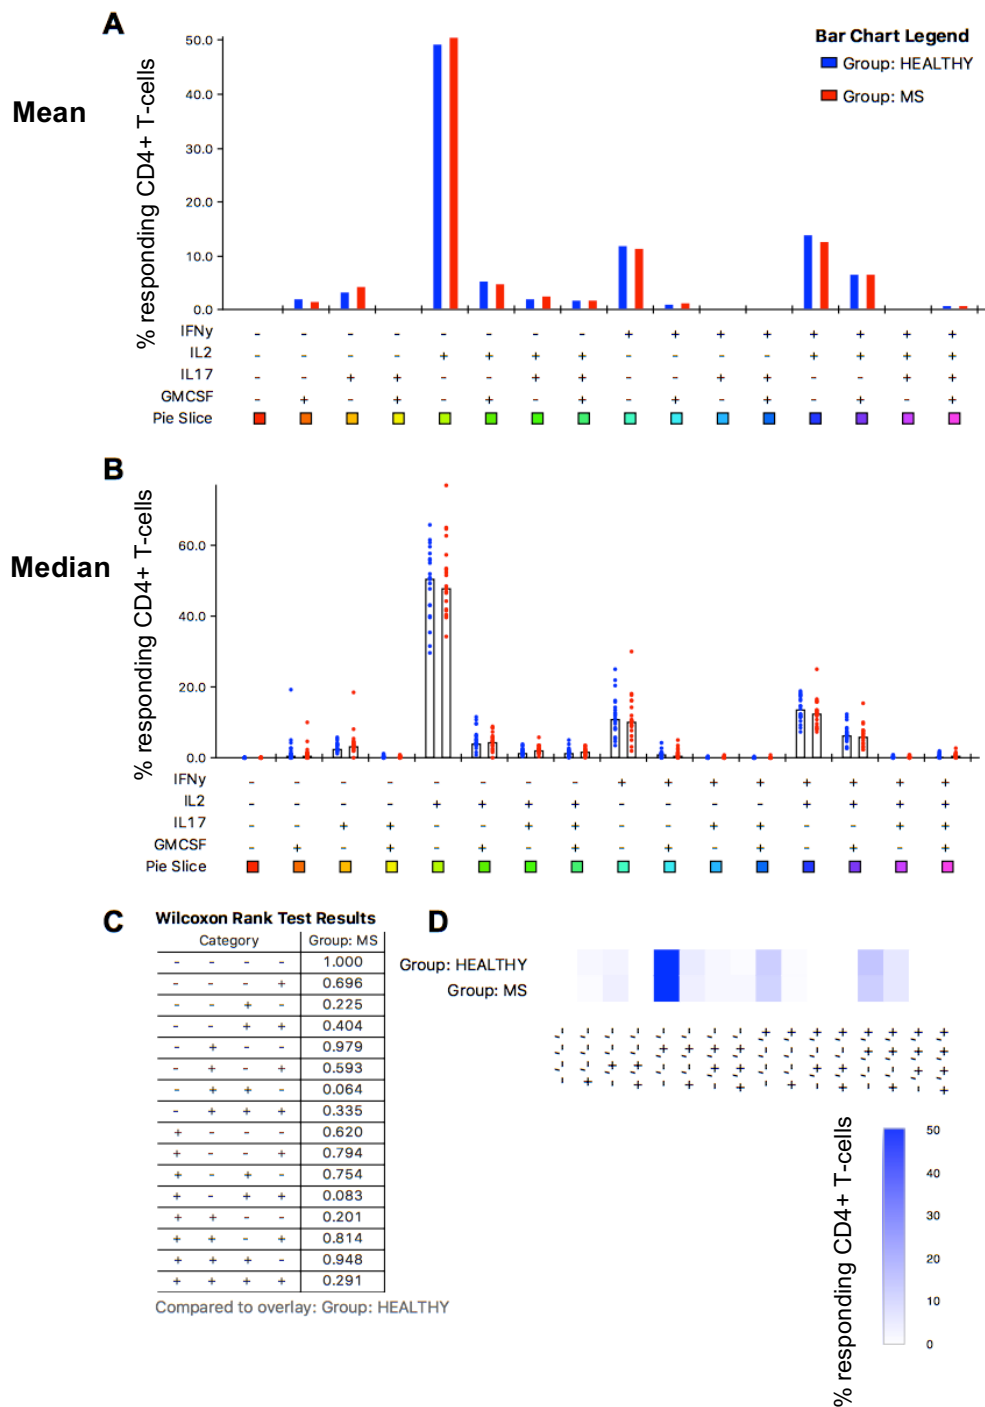 A
Mean
% responding CD4+ T-cells
50.0
40.0
30.0
20.0
10.0
0.0
Bar Chart Legend
Group: HEALTHY
Group: MS
IFNy - - - - - - - - + + + + + + + +
IL2 - - - - + + + + - - - - + + + +
IL17 - - + + - - + + - - + + - - + +
GMCSF - + - + - + - + - + - + - + - +
Pie Slice
B
Median
% responding CD4+ T-cells
60.0
40.0
20.0
0.0
IFNy - - - - - - - - + + + + + + + +
IL2 - - - - + + + + - - - - + + + +
IL17 - - + + - - + + - - + + - - + +
GMCSF - + - + - + - + - + - + - + - +
Pie Slice
C
Wilcoxon Rank Test Results
Category Group: MS
- - - - 1.000
- - - + 0.696
- - + - 0.225
- - + + 0.404
- + - - 0.979
- + - + 0.593
- + + - 0.064
- + + + 0.335
+ - - - 0.620
+ - - + 0.794
+ - + - 0.754
+ - + + 0.083
+ + - - 0.201
+ + - + 0.814
+ + + - 0.948
+ + + + 0.291
Compared to overlay: Group: HEALTHY
D
Group: HEALTHY
Group: MS
% responding CD4+ T-cells
50
40
30
20
10
0